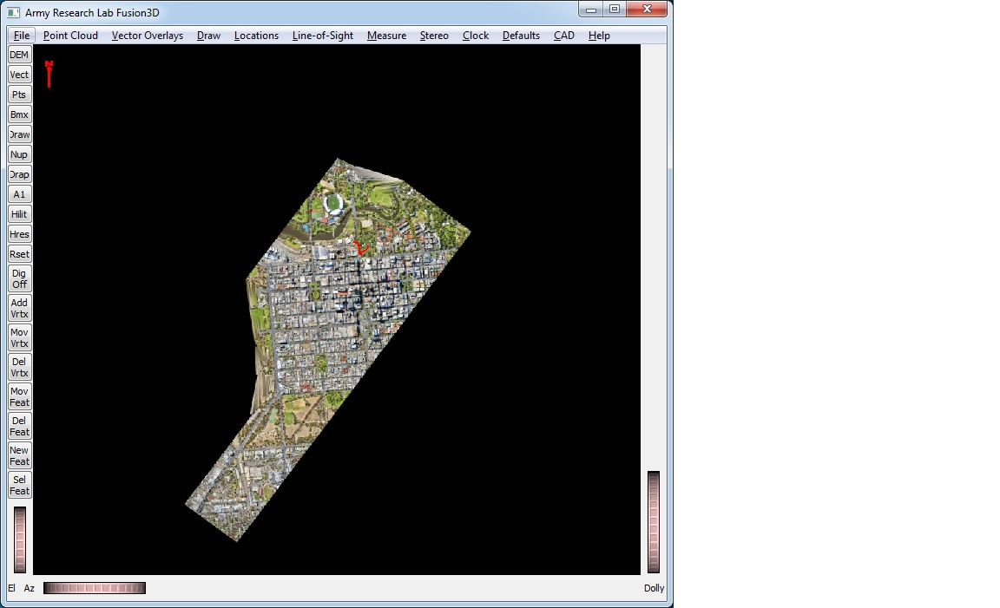 Army Research Lab Fusion3D
File Point Cloud Vector Overlays Draw Locations Line-of-Sight Measure Stereo Clock Defaults CAD Help
DEM
Vect
Pts
Bmx
Draw
Nup
Drap
A1
Hilit
Hres
Rset
Dig
Off
Add
Vrtx
Mov
Vrtx
Del
Vrtx
Mov
Feat
Del
Feat
New
Feat
Sel
Feat
N
El Az Dolly